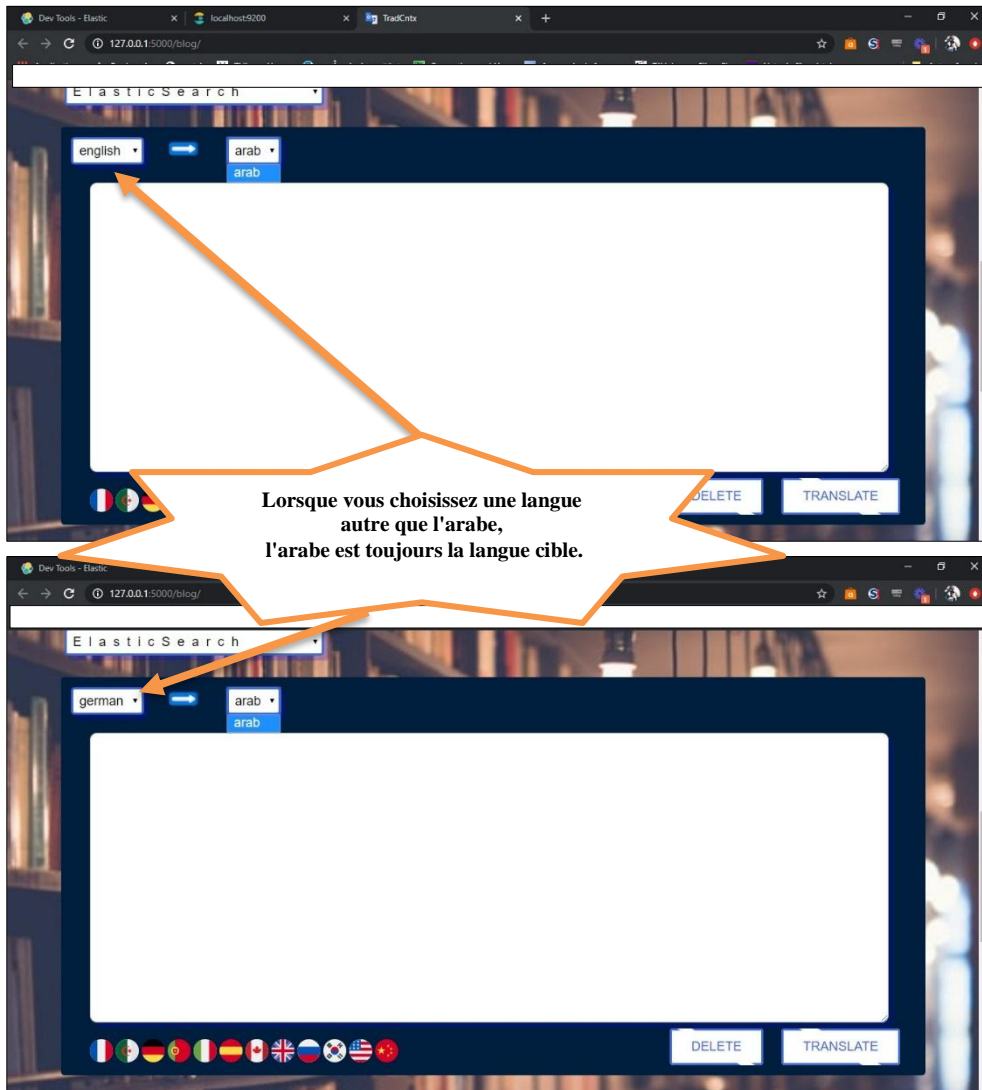 Dev Tools - Elastic
localhost:9200
TradCntx
127.0.0.1:5000/blog/
ElasticSearch
english
arab
arab
Lorsque vous choisissez une langue
autre que l'arabe,
l'arabe est toujours la langue cible.
DELETE
TRANSLATE
Dev Tools - Elastic
127.0.0.1:5000/blog/
ElasticSearch
german
arab
arab
DELETE
TRANSLATE